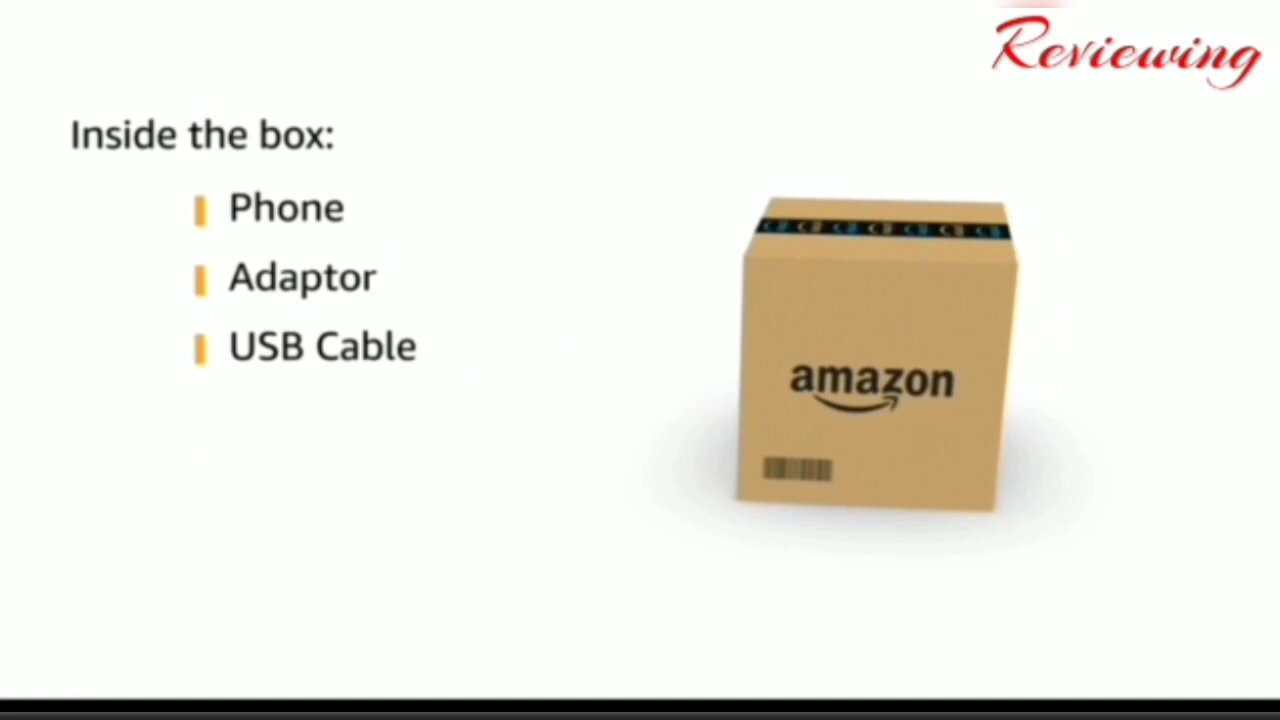 Reviewing
Inside the box:
Phone
Adaptor
USB Cable
amazon